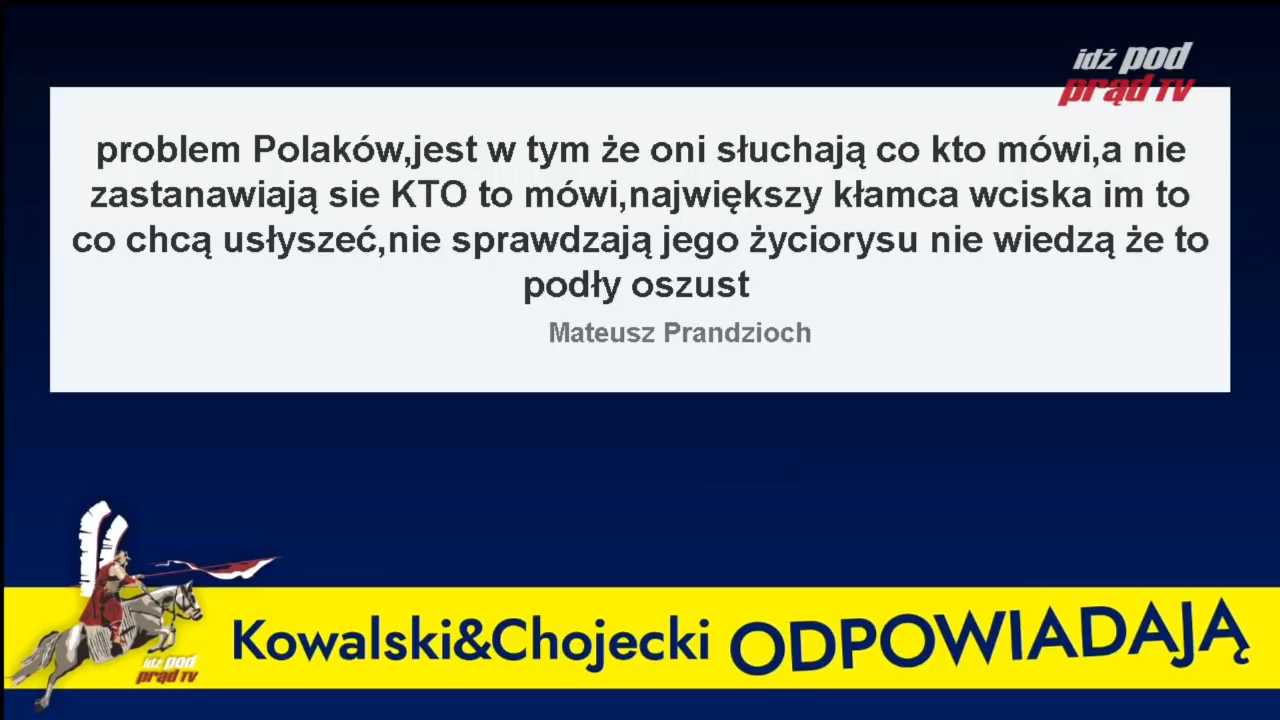 idź pod
prąd TV
problem Polaków,jest w tym że oni słuchają co kto mówi,a nie
zastanawiają sie KTO to mówi,największy kłamca wciska im to
co chcą usłyszeć,nie sprawdzają jego życiorysu nie wiedzą że to
podły oszust
Mateusz Prandzioch
idź pod
prąd TV
Kowalski&Chojecki ODPOWIADAJĄ